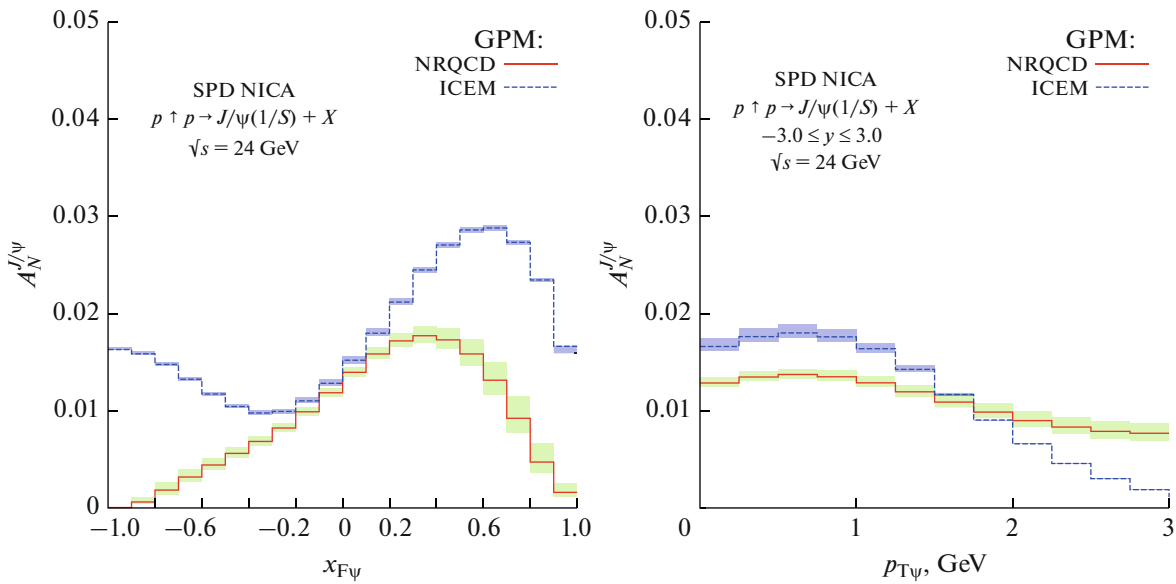 0.05
0.04
0.03
0.02
0.01
0
A_N^{J/ψ}
GPM:
NRQCD
ICEM
SPD NICA
p ↑ p → J/ψ(1/S) + X
√s = 24 GeV
−1.0 −0.6 −0.2 0 0.2 0.6 1.0
x_{Fψ}
0.05
0.04
0.03
0.02
0.01
0
A_N^{J/ψ}
GPM:
NRQCD
ICEM
SPD NICA
p ↑ p → J/ψ(1/S) + X
−3.0 ≤ y ≤ 3.0
√s = 24 GeV
0 1 2 3
p_{Tψ}, GeV